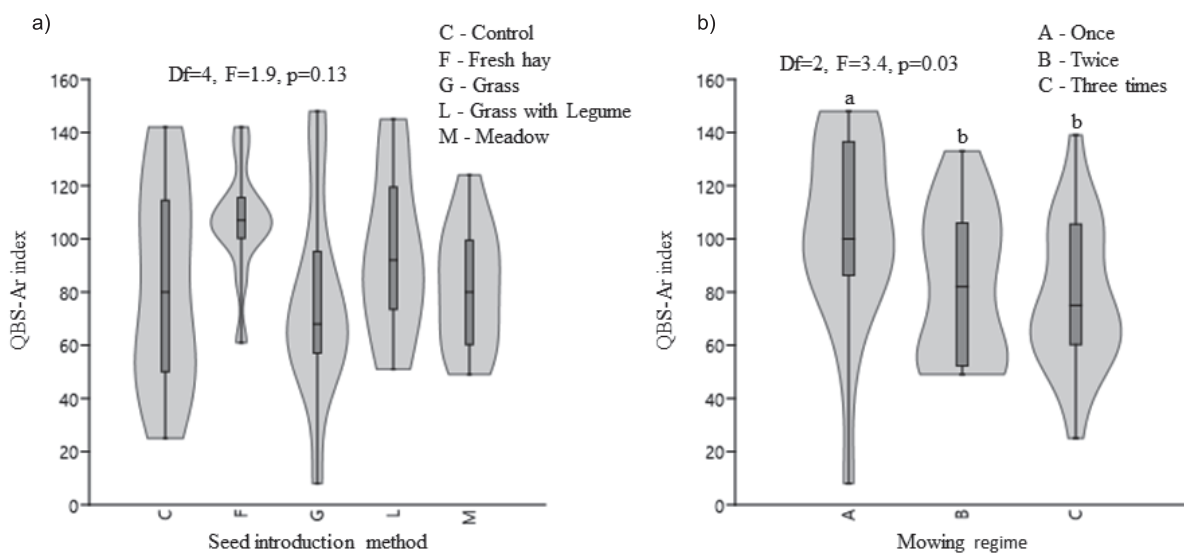 a)
C - Control
F - Fresh hay
G - Grass
L - Grass with Legume
M - Meadow
Df=4, F=1.9, p=0.13
QBS-Ar index
160
140
120
100
80
60
40
20
0
C
F
G
L
M
Seed introduction method
b)
A - Once
B - Twice
C - Three times
Df=2, F=3.4, p=0.03
QBS-Ar index
160
140
120
100
80
60
40
20
0
a
b
b
A
B
C
Mowing regime